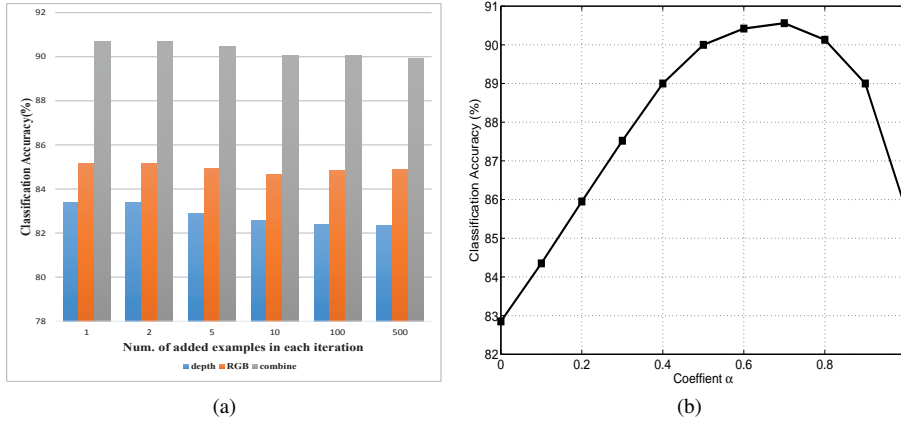 92
90
88
86
84
82
80
78
Classification Accuracy(%)
1 2 5 10 100 500
Num. of added examples in each iteration
depth RGB combine
(a)
91
90
89
88
87
86
85
84
83
82
Classification Accuracy (%)
0 0.2 0.4 0.6 0.8
Coeffient α
(b)